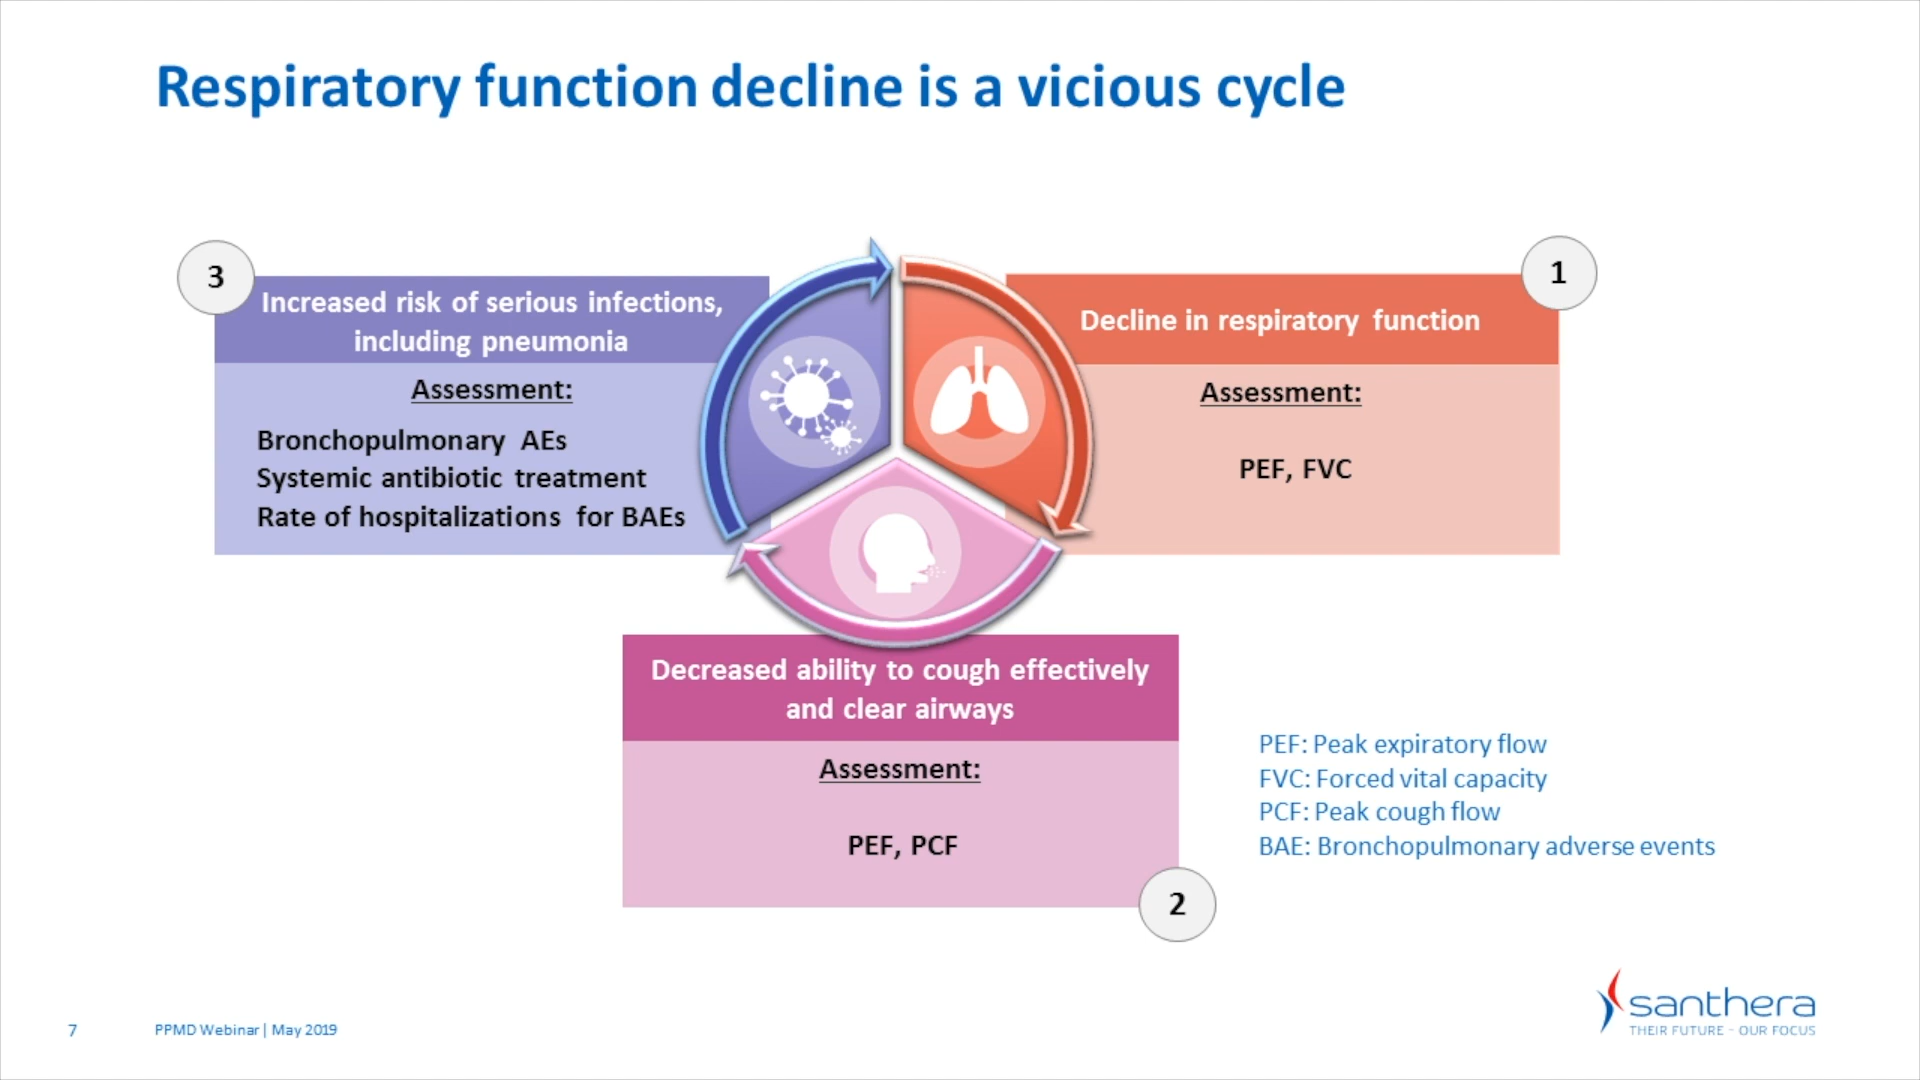 Respiratory function decline is a vicious cycle
3
Increased risk of serious infections,
including pneumonia
Assessment:
Bronchopulmonary AEs
Systemic antibiotic treatment
Rate of hospitalizations for BAEs
1
Decline in respiratory function
Assessment:
PEF, FVC
Decreased ability to cough effectively
and clear airways
Assessment:
PEF, PCF
2
PEF: Peak expiratory flow
FVC: Forced vital capacity
PCF: Peak cough flow
BAE: Bronchopulmonary adverse events
7
PPMD Webinar | May 2019
santhera
THEIR FUTURE - OUR FOCUS